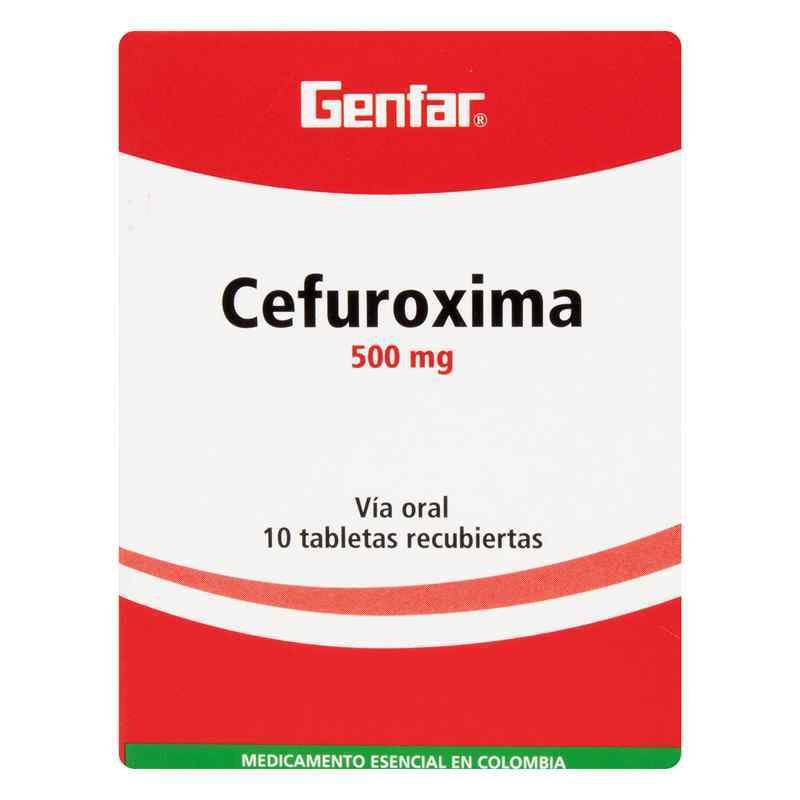 Genfar®
Cefuroxima
500 mg
Vía oral
10 tabletas recubiertas
MEDICAMENTO ESENCIAL EN COLOMBIA